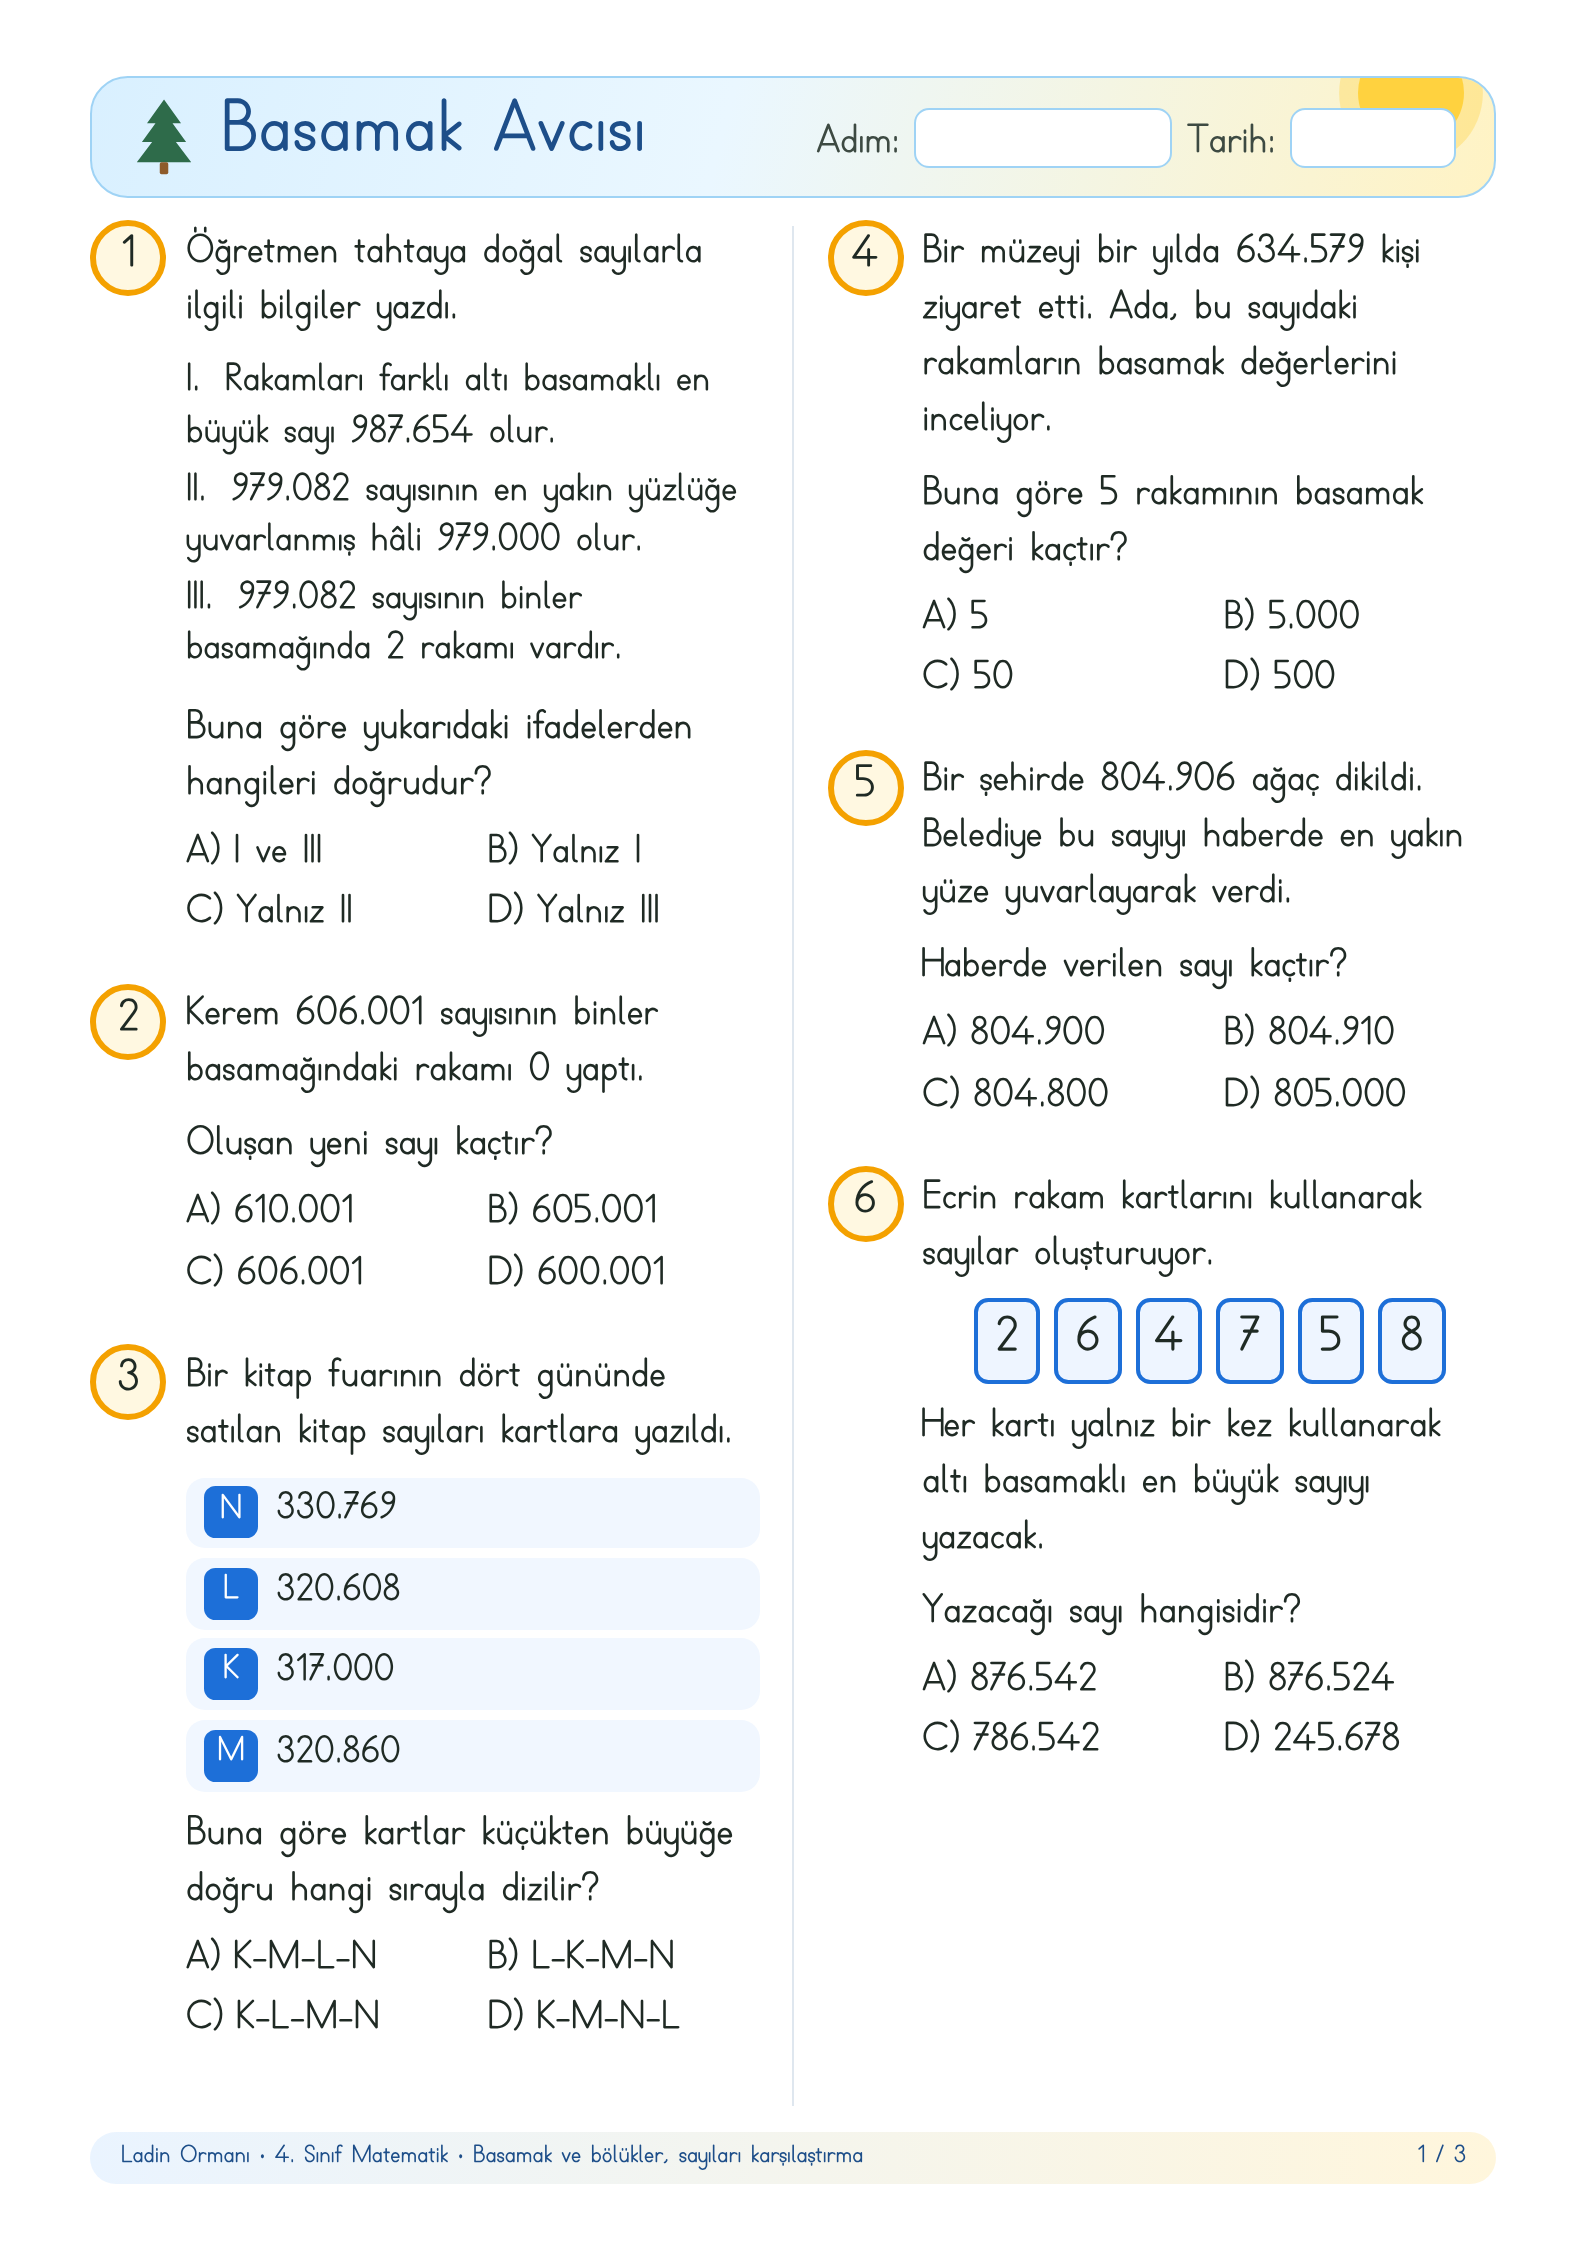 Basamak Avcısı
Adım:
Tarih:
1
Öğretmen tahtaya doğal sayılarla
ilgili bilgiler yazdı.
I. Rakamları farklı altı basamaklı en
büyük sayı 987.654 olur.
II. 979.082 sayısının en yakın yüzlüğe
yuvarlanmış hâli 979.000 olur.
III. 979.082 sayısının binler
basamağında 2 rakamı vardır.
Buna göre yukarıdaki ifadelerden
hangileri doğrudur?
A) I ve III
B) Yalnız I
C) Yalnız II
D) Yalnız III
2
Kerem 606.001 sayısının binler
basamağındaki rakamı 0 yaptı.
Oluşan yeni sayı kaçtır?
A) 610.001
B) 605.001
C) 606.001
D) 600.001
3
Bir kitap fuarının dört gününde
satılan kitap sayıları kartlara yazıldı.
N 330.769
L 320.608
K 317.000
M 320.860
Buna göre kartlar küçükten büyüğe
doğru hangi sırayla dizilir?
A) K-M-L-N
B) L-K-M-N
C) K-L-M-N
D) K-M-N-L
4
Bir müzeyi bir yılda 634.579 kişi
ziyaret etti. Ada, bu sayıdaki
rakamların basamak değerlerini
inceliyor.
Buna göre 5 rakamının basamak
değeri kaçtır?
A) 5
B) 5.000
C) 50
D) 500
5
Bir şehirde 804.906 ağaç dikildi.
Belediye bu sayıyı haberde en yakın
yüze yuvarlayarak verdi.
Haberde verilen sayı kaçtır?
A) 804.900
B) 804.910
C) 804.800
D) 805.000
6
Ecrin rakam kartlarını kullanarak
sayılar oluşturuyor.
2 6 4 7 5 8
Her kartı yalnız bir kez kullanarak
altı basamaklı en büyük sayıyı
yazacak.
Yazacağı sayı hangisidir?
A) 876.542
B) 876.524
C) 786.542
D) 245.678
Ladin Ormanı • 4. Sınıf Matematik • Basamak ve bölükler, sayıları karşılaştırma
1 / 3